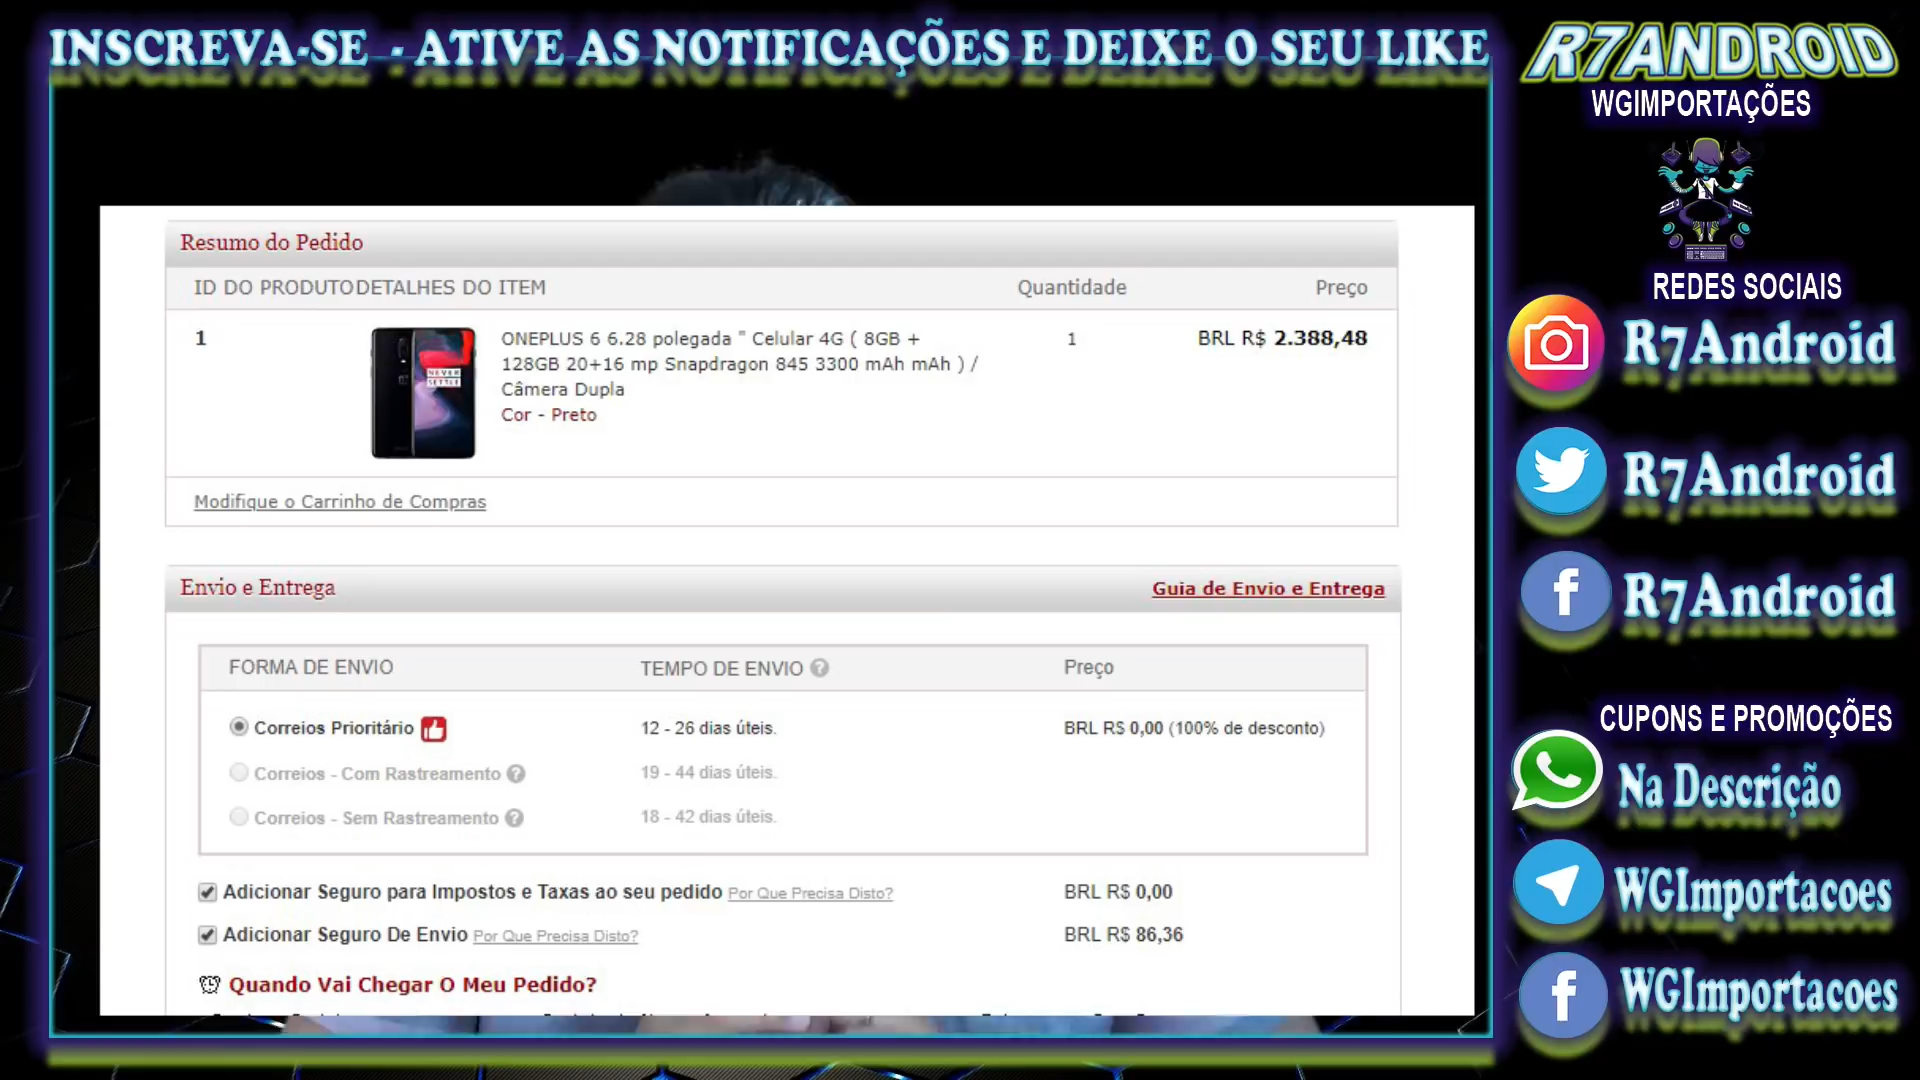 INSCREVA-SE - ATIVE AS NOTIFICAÇÕES E DEIXE O SEU LIKE
R7ANDROID
WGIMPORTAÇÕES
Resumo do Pedido
ID DO PRODUTO DETALHES DO ITEM Quantidade Preço
1 ONEPLUS 6 6.28 polegada " Celular 4G ( 8GB + 1 BRL R$ 2.388,48
128GB 20+16 mp Snapdragon 845 3300 mAh mAh ) /
Câmera Dupla
Cor - Preto
NEVER
SETTLE
Modifique o Carrinho de Compras
Envio e Entrega Guia de Envio e Entrega
FORMA DE ENVIO TEMPO DE ENVIO ? Preço
Correios Prioritário 12 - 26 dias úteis. BRL R$ 0,00 (100% de desconto)
Correios - Com Rastreamento ? 19 - 44 dias úteis.
Correios - Sem Rastreamento ? 18 - 42 dias úteis.
Adicionar Seguro para Impostos e Taxas ao seu pedido Por Que Precisa Disto? BRL R$ 0,00
Adicionar Seguro De Envio Por Que Precisa Disto? BRL R$ 86,36
Quando Vai Chegar O Meu Pedido?
REDES SOCIAIS
R7Android
R7Android
R7Android
CUPONS E PROMOÇÕES
Na Descrição
WGImportacoes
WGImportacoes